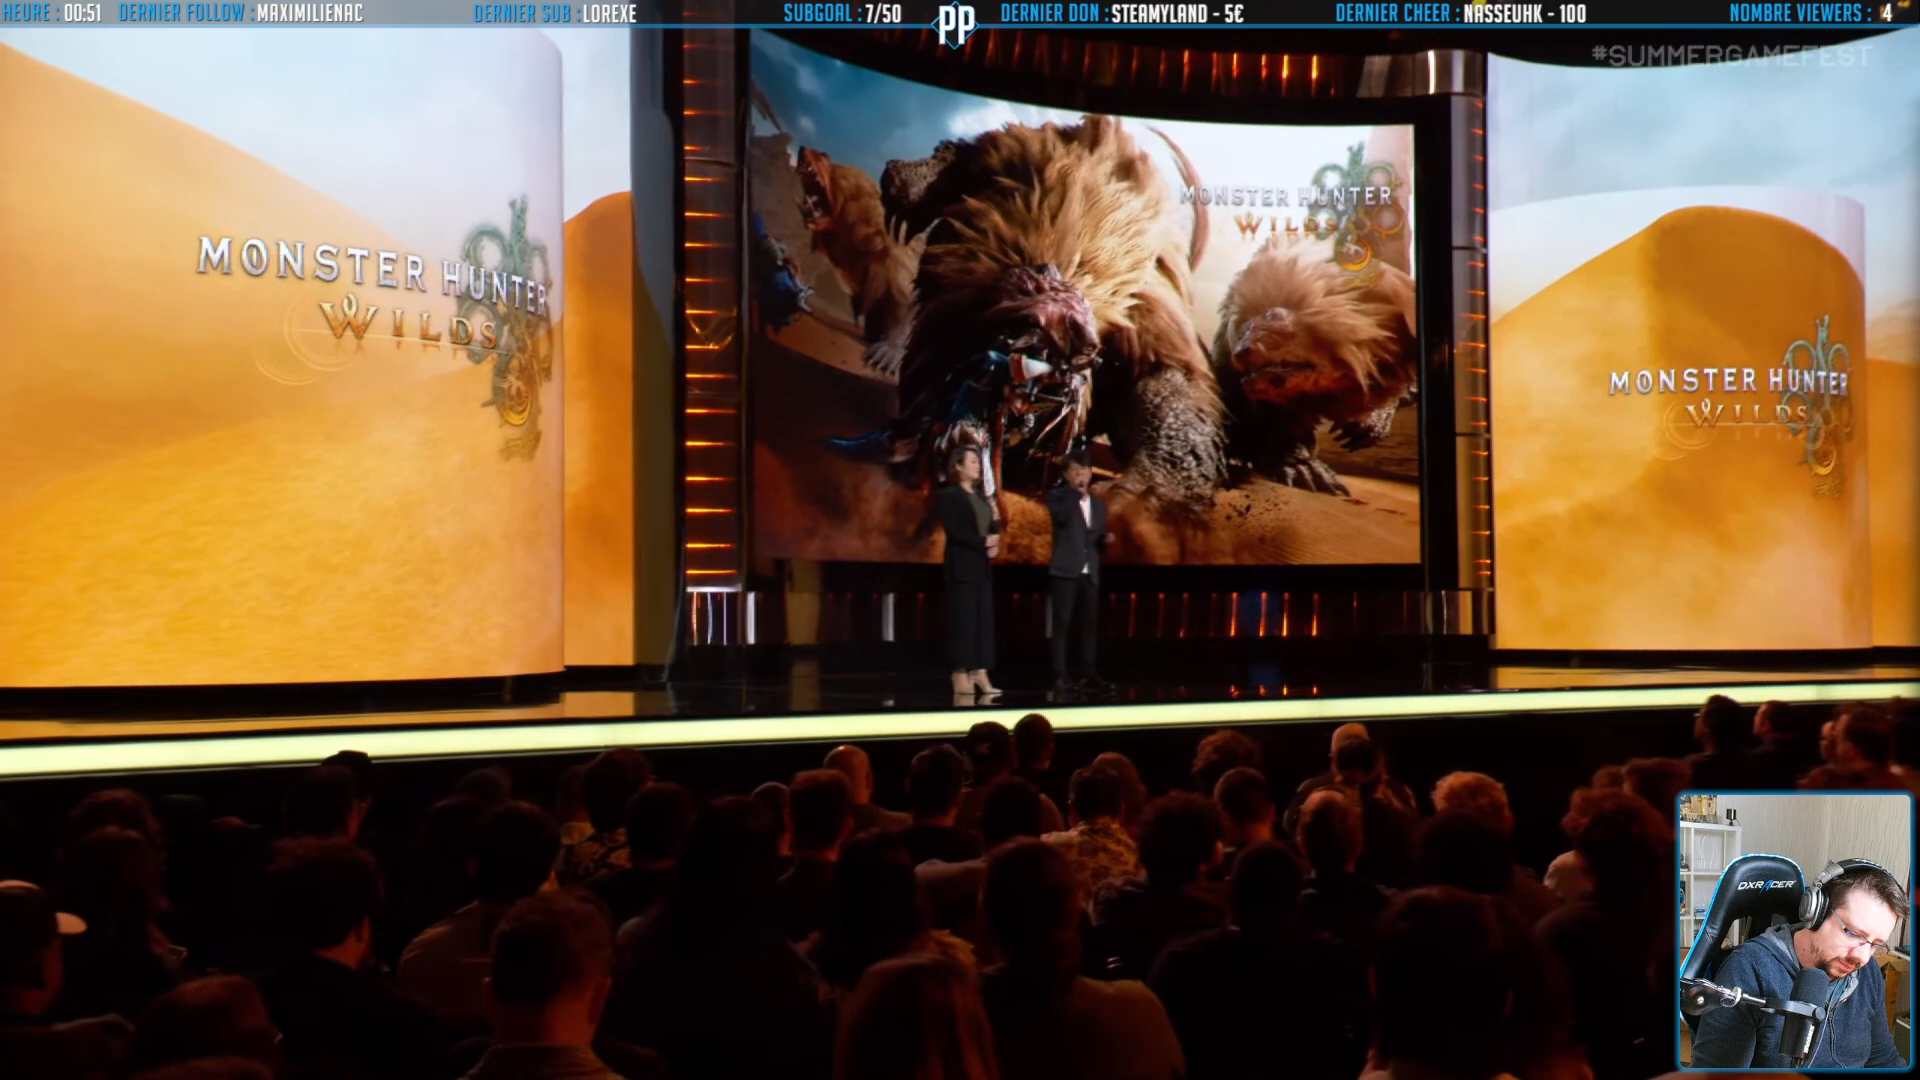 HEURE : 00:51 DERNIER FOLLOW : MAXIMILIENAC DERNIER SUB : LOREXE SUBGOAL : 7/50 PP DERNIER DON : STEAMYLAND - 5€ DERNIER CHEER : NASSEUHK - 100 NOMBRE VIEWERS : 4
#SUMMERGAMEFEST
MONSTER HUNTER
WILDS
MONSTER HUNTER
WILDS
MONSTER HUNTER
WILDS
DXRACER